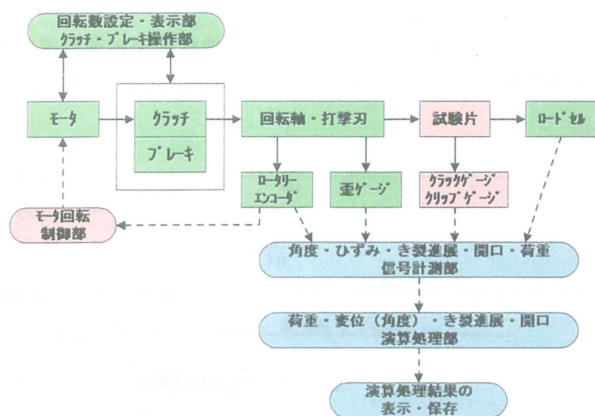 回転数設定・表示部
クラッチ・ブレーキ操作部
モータ
クラッチ
ブレーキ
回転軸・打撃刃
試験片
ロードセル
ロータリー
エンコーダ
歪ゲージ
クラックゲージ
クリップゲージ
モータ回転
制御部
角度・ひずみ・き裂進展・開口・荷重
信号計測部
荷重・変位（角度）・き裂進展・開口
演算処理部
演算処理結果の
表示・保存